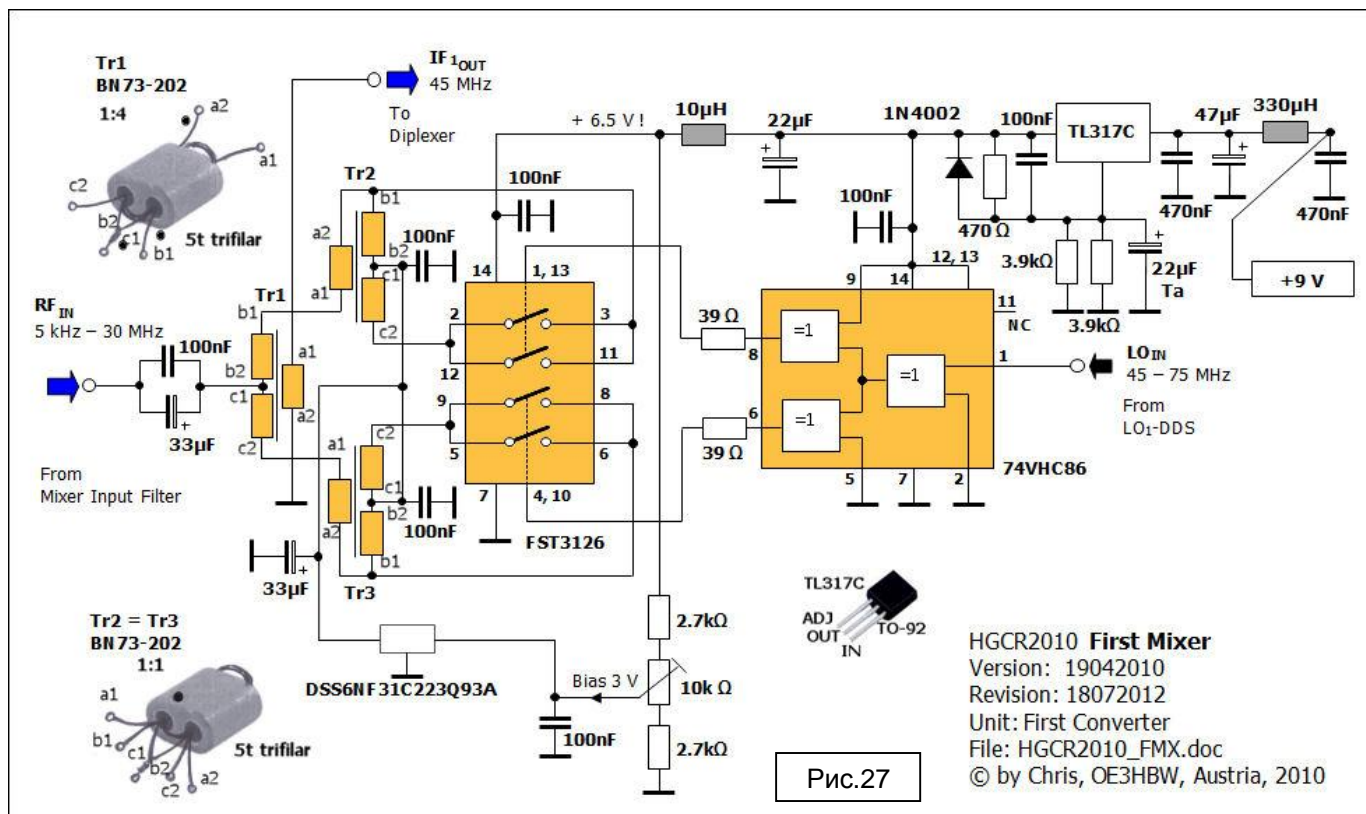 Tr1
BN73-202
1:4
a2
a1
c2
b2
c1
b1
5t trifilar
IF1OUT
45 MHz
To
Diplexer
+ 6.5 V !
10µH
22µF
+
1N4002
100nF
TL317C
47µF
+
330µH
470nF
470nF
+9 V
470 Ω
3.9kΩ
3.9kΩ
+
22µF
Ta
100nF
100nF
Tr2
b1
a2
b2
100nF
a1
c1
c2
14
1, 13
2
3
12
11
9
8
5
6
7
4, 10
FST3126
RF IN
5 kHz – 30 MHz
100nF
33µF
+
From
Mixer Input Filter
Tr1
b1
b2
c1
c2
a1
a2
c2
a1
c1
b2
a2
b1
Tr3
100nF
39 Ω
39 Ω
9
14
12, 13
11
NC
8
=1
=1
=1
6
1
5
7
2
74VHC86
LO IN
45 – 75 MHz
From
LO1-DDS
33µF
+
DSS6NF31C223Q93A
Bias 3 V
100nF
2.7kΩ
10k Ω
2.7kΩ
TL317C
ADJ
OUT
IN
TO-92
Tr2 = Tr3
BN73-202
1:1
a1
b1
c1
b2
c2
a2
5t trifilar
Рис.27
HGCR2010 First Mixer
Version: 19042010
Revision: 18072012
Unit: First Converter
File: HGCR2010_FMX.doc
© by Chris, OE3HBW, Austria, 2010